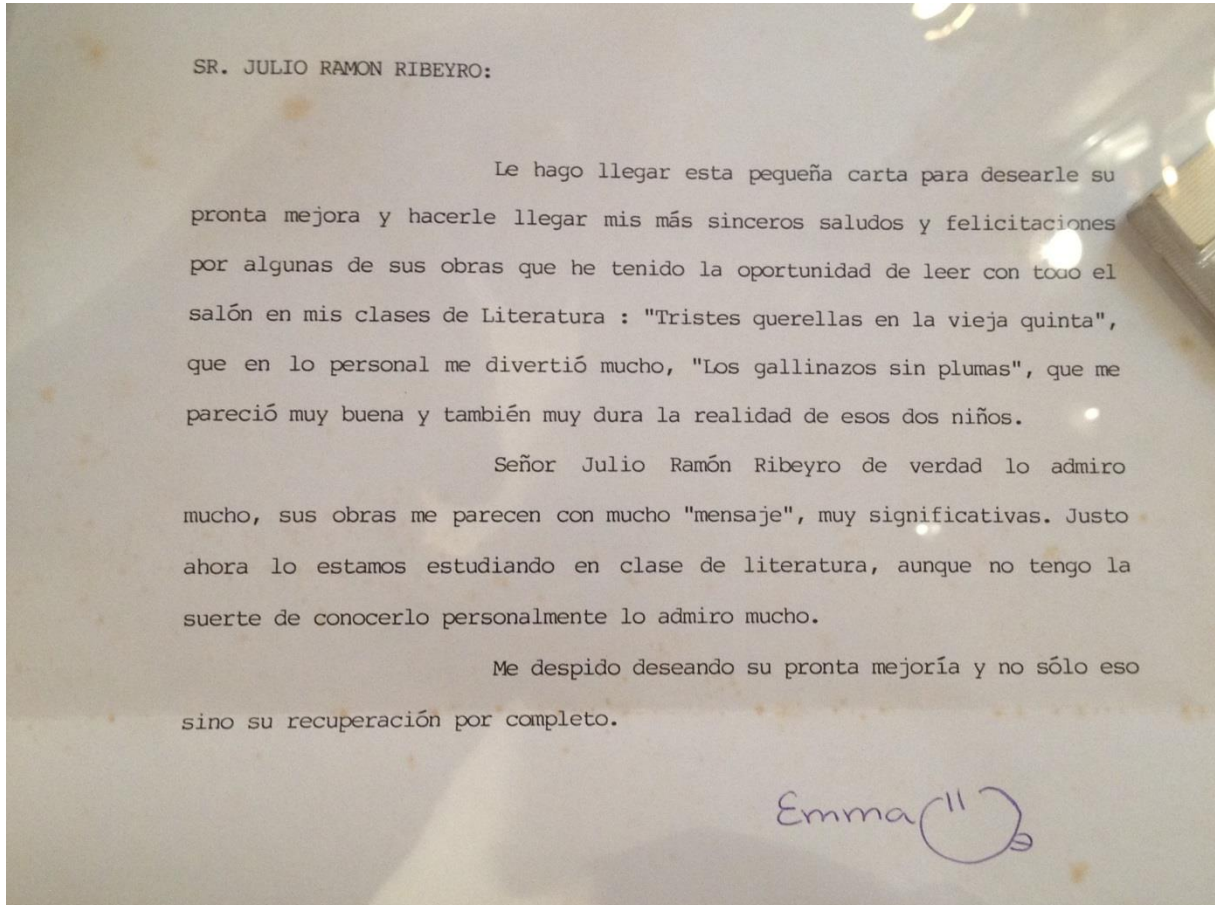 SR. JULIO RAMON RIBEYRO:
Le hago llegar esta pequeña carta para desearle su
pronta mejora y hacerle llegar mis más sinceros saludos y felicitaciones
por algunas de sus obras que he tenido la oportunidad de leer con todo el
salón en mis clases de Literatura : "Tristes querellas en la vieja quinta",
que en lo personal me divertió mucho, "Los gallinazos sin plumas", que me
pareció muy buena y también muy dura la realidad de esos dos niños.
Señor Julio Ramón Ribeyro de verdad lo admiro
mucho, sus obras me parecen con mucho "mensaje", muy significativas. Justo
ahora lo estamos estudiando en clase de literatura, aunque no tengo la
suerte de conocerlo personalmente lo admiro mucho.
Me despido deseando su pronta mejoría y no sólo eso
sino su recuperación por completo.
Emma